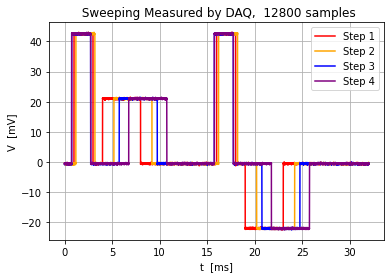 Sweeping Measured by DAQ, 12800 samples
Step 1
Step 2
Step 3
Step 4
V [mV]
40
30
20
10
0
−10
−20
0 5 10 15 20 25 30
t [ms]